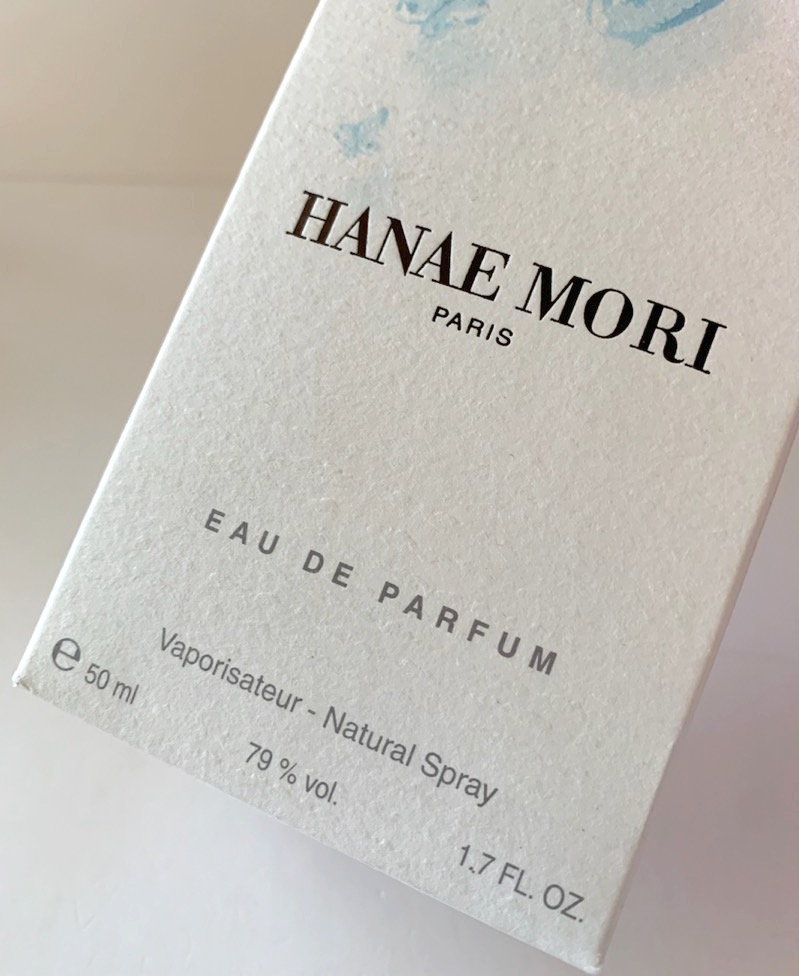 HANAE MORI
PARIS
EAU DE PARFUM
Vaporisateur - Natural Spray
℮ 50 ml
79 % vol.
1.7 FL. OZ.